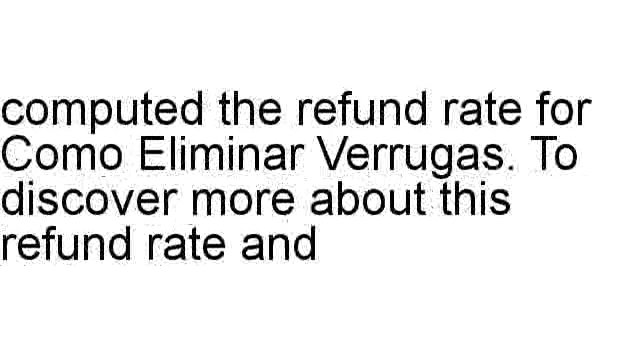 computed the refund rate for
Como Eliminar Verrugas. To
discover more about this
refund rate and